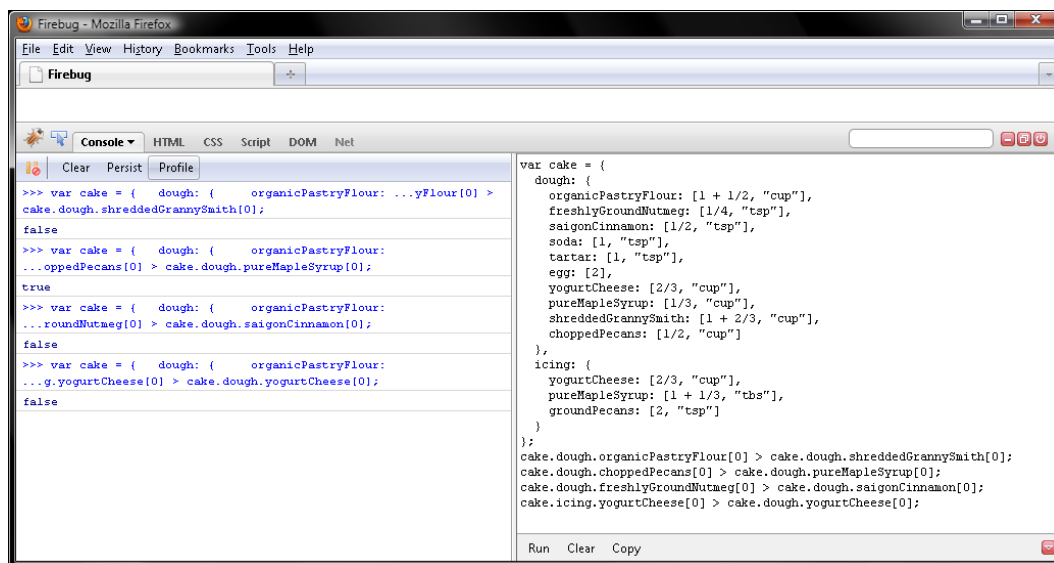 Firebug - Mozilla Firefox
File Edit View History Bookmarks Tools Help
Firebug
Console HTML CSS Script DOM Net
Clear Persist Profile
>>> var cake = {   dough: {     organicPastryFlour: ...yFlour[0] >
cake.dough.shreddedGrannySmith[0];
false
>>> var cake = {   dough: {     organicPastryFlour:
...oppedPecans[0] > cake.dough.pureMapleSyrup[0];
true
>>> var cake = {   dough: {     organicPastryFlour:
...roundNutmeg[0] > cake.dough.saigonCinnamon[0];
false
>>> var cake = {   dough: {     organicPastryFlour:
...g.yogurtCheese[0] > cake.dough.yogurtCheese[0];
false
var cake = {
  dough: {
    organicPastryFlour: [1 + 1/2, "cup"],
    freshlyGroundNutmeg: [1/4, "tsp"],
    saigonCinnamon: [1/2, "tsp"],
    soda: [1, "tsp"],
    tartar: [1, "tsp"],
    egg: [2],
    yogurtCheese: [2/3, "cup"],
    pureMapleSyrup: [1/3, "cup"],
    shreddedGrannySmith: [1 + 2/3, "cup"],
    choppedPecans: [1/2, "cup"]
  },
  icing: {
    yogurtCheese: [2/3, "cup"],
    pureMapleSyrup: [1 + 1/3, "tbs"],
    groundPecans: [2, "tsp"]
  }
};
cake.dough.organicPastryFlour[0] > cake.dough.shreddedGrannySmith[0];
cake.dough.choppedPecans[0] > cake.dough.pureMapleSyrup[0];
cake.dough.freshlyGroundNutmeg[0] > cake.dough.saigonCinnamon[0];
cake.icing.yogurtCheese[0] > cake.dough.yogurtCheese[0];
Run Clear Copy